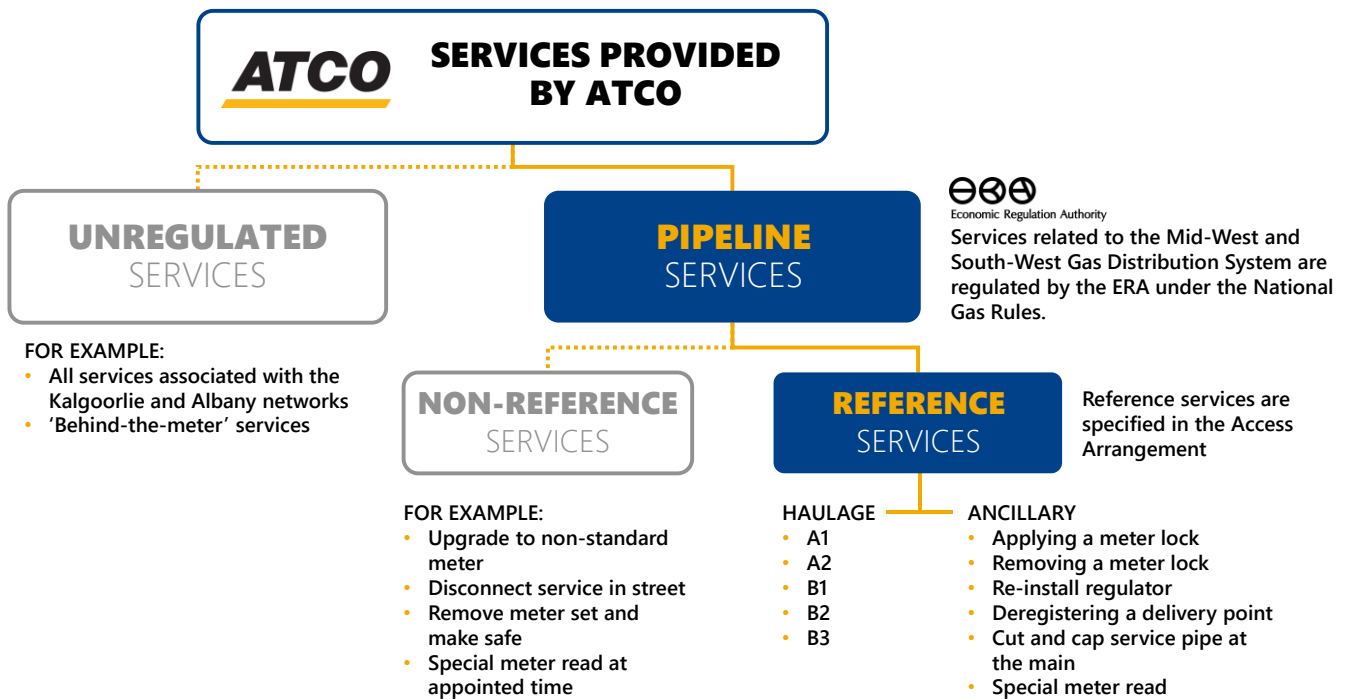 ATCO
SERVICES PROVIDED
BY ATCO
UNREGULATED
SERVICES
PIPELINE
SERVICES
ERA
Economic Regulation Authority
Services related to the Mid-West and
South-West Gas Distribution System are
regulated by the ERA under the National
Gas Rules.
FOR EXAMPLE:
• All services associated with the
Kalgoorlie and Albany networks
• ‘Behind-the-meter’ services
NON-REFERENCE
SERVICES
REFERENCE
SERVICES
Reference services are
specified in the Access
Arrangement
FOR EXAMPLE:
• Upgrade to non-standard
meter
• Disconnect service in street
• Remove meter set and
make safe
• Special meter read at
appointed time
HAULAGE
• A1
• A2
• B1
• B2
• B3
ANCILLARY
• Applying a meter lock
• Removing a meter lock
• Re-install regulator
• Deregistering a delivery point
• Cut and cap service pipe at
the main
• Special meter read